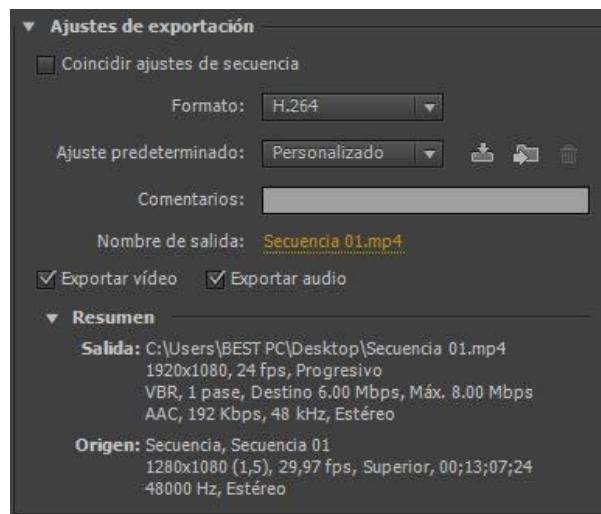 Ajustes de exportación
Coincidir ajustes de secuencia
Formato: H.264
Ajuste predeterminado: Personalizado
Comentarios:
Nombre de salida: Secuencia 01.mp4
Exportar vídeo Exportar audio
Resumen
Salida: C:\Users\BEST PC\Desktop\Secuencia 01.mp4
1920x1080, 24 fps, Progresivo
VBR, 1 pase, Destino 6.00 Mbps, Máx. 8.00 Mbps
AAC, 192 Kbps, 48 kHz, Estéreo
Origen: Secuencia, Secuencia 01
1280x1080 (1,5), 29,97 fps, Superior, 00;13;07;24
48000 Hz, Estéreo